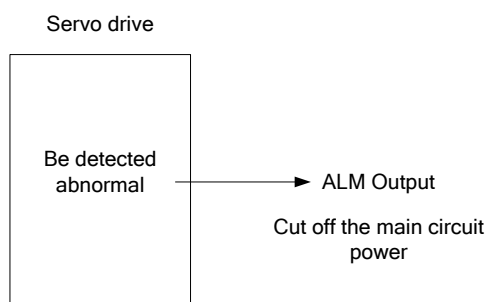 Servo drive
Be detected
abnormal
ALM Output
Cut off the main circuit
power